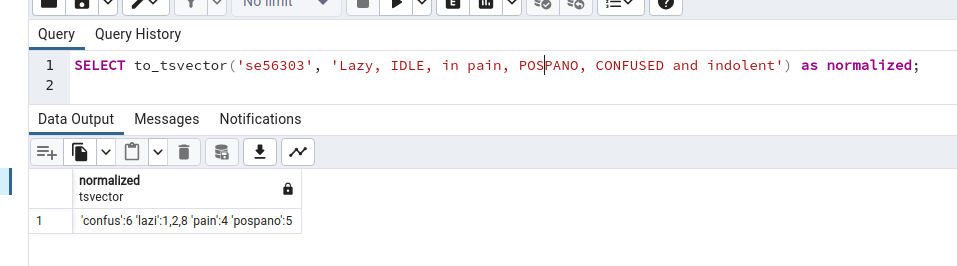 No limit
Query Query History
1 SELECT to_tsvector('se56303', 'Lazy, IDLE, in pain, POSPANO, CONFUSED and indolent') as normalized;
2
Data Output Messages Notifications
normalized
tsvector
1 'confus':6 'lazi':1,2,8 'pain':4 'pospano':5